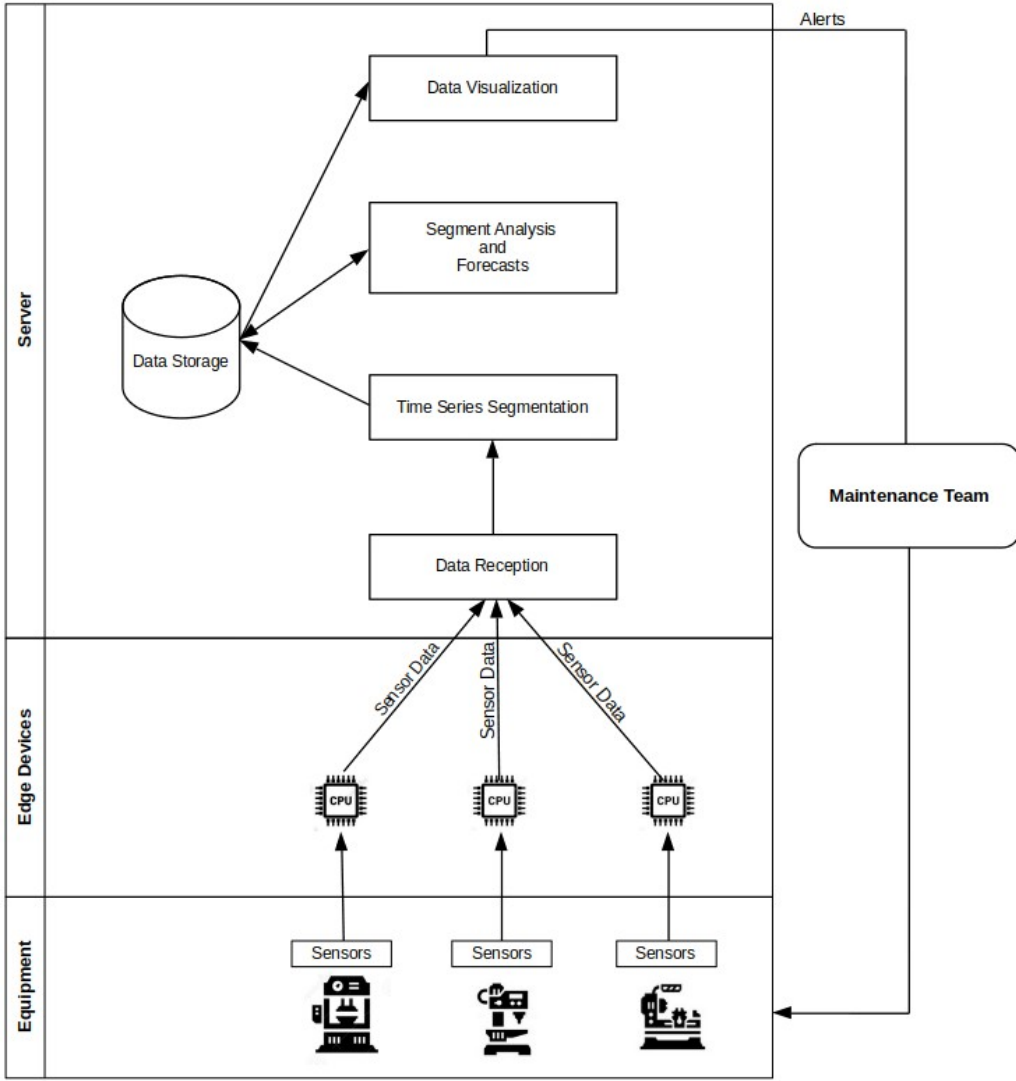 Alerts
Data Visualization
Segment Analysis
and
Forecasts
Server
Data Storage
Time Series Segmentation
Maintenance Team
Data Reception
Sensor Data
Sensor Data
Sensor Data
Edge Devices
CPU
CPU
CPU
Equipment
Sensors
Sensors
Sensors